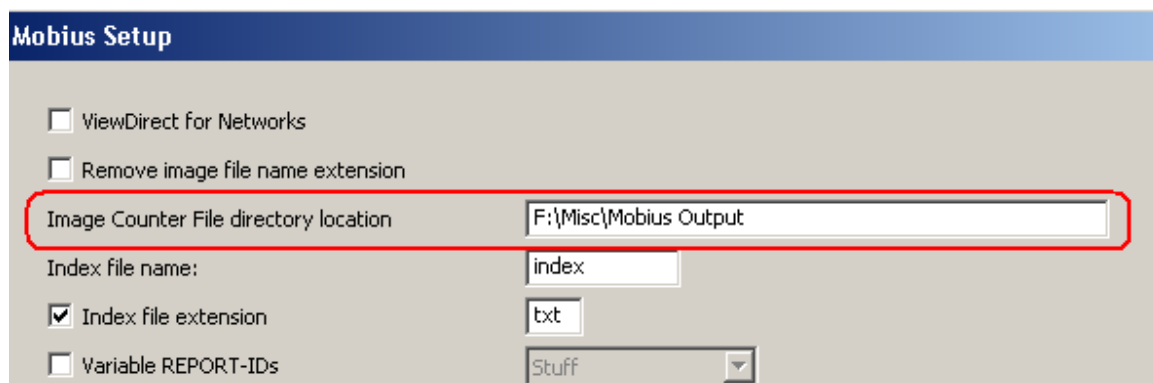 Mobius Setup
ViewDirect for Networks
Remove image file name extension
Image Counter File directory location F:\Misc\Mobius Output
Index file name: index
Index file extension txt
Variable REPORT-IDs Stuff